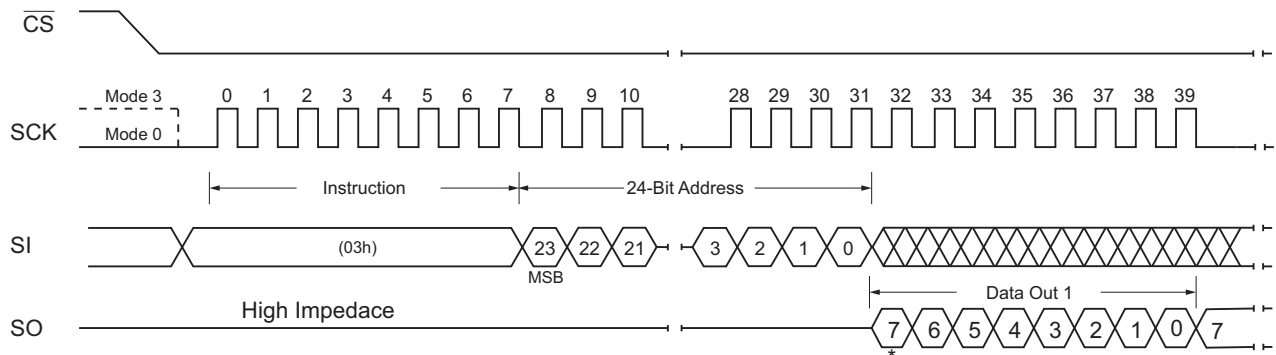 CS
Mode 3
0 1 2 3 4 5 6 7 8 9 10 28 29 30 31 32 33 34 35 36 37 38 39
SCK
Mode 0
Instruction 24-Bit Address
SI (03h) 23 22 21 3 2 1 0
MSB
Data Out 1
High Impedace
SO 7 6 5 4 3 2 1 0 7
*